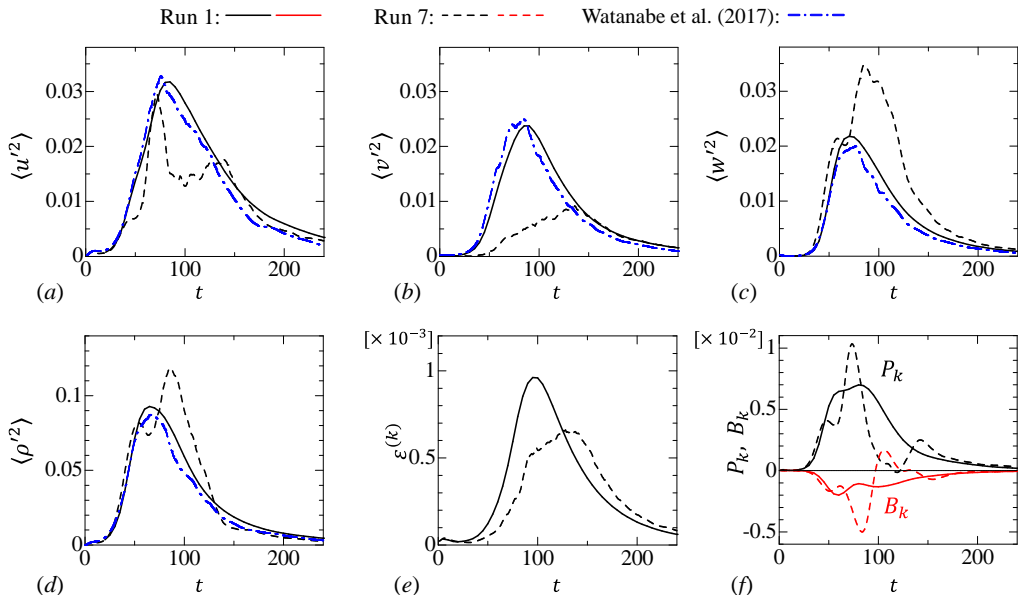 Run 1: Run 7: Watanabe et al. (2017):
⟨u′²⟩
0.03
0.02
0.01
0
0 100 200
(a) t
⟨v′²⟩
0.03
0.02
0.01
0
0 100 200
(b) t
⟨w′²⟩
0.03
0.02
0.01
0
0 100 200
(c) t
⟨ρ′²⟩
0.1
0.05
0
0 100 200
(d) t
[× 10⁻³]
ε⁽ᵏ⁾
1
0.5
0
0 100 200
(e) t
[× 10⁻²]
P_k, B_k
1
0.5
0
-0.5
P_k
B_k
0 100 200
(f) t